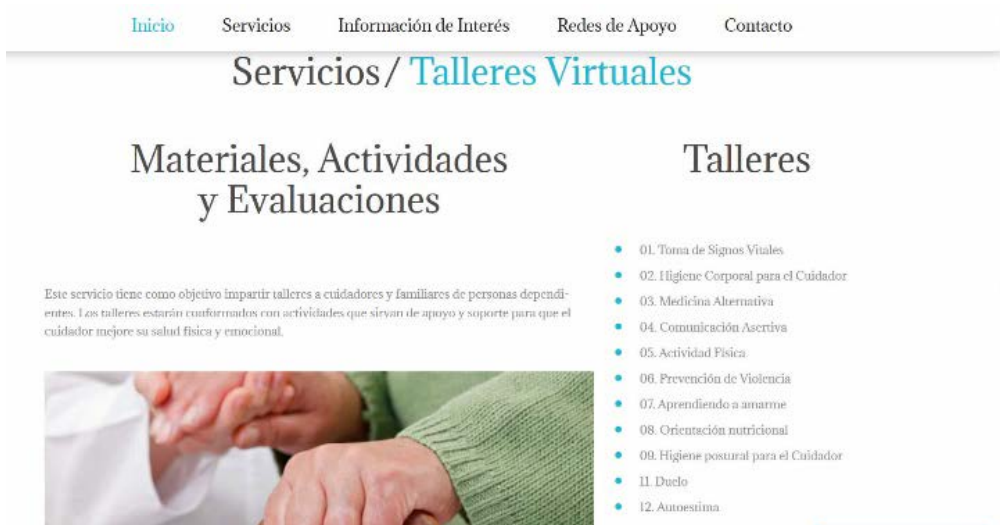 Inicio Servicios Información de Interés Redes de Apoyo Contacto
Servicios/ Talleres Virtuales
Materiales, Actividades
y Evaluaciones
Este servicio tiene como objetivo impartir talleres a cuidadores y familiares de personas dependi-
entes. Los talleres estarán conformados con actividades que sirvan de apoyo y soporte para que el
cuidador mejore su salud física y emocional.
Talleres
01. Toma de Signos Vitales
02. Higiene Corporal para el Cuidador
03. Medicina Alternativa
04. Comunicación Asertiva
05. Actividad Física
06. Prevención de Violencia
07. Aprendiendo a amarme
08. Orientación nutricional
09. Higiene postural para el Cuidador
11. Duelo
12. Autoestima